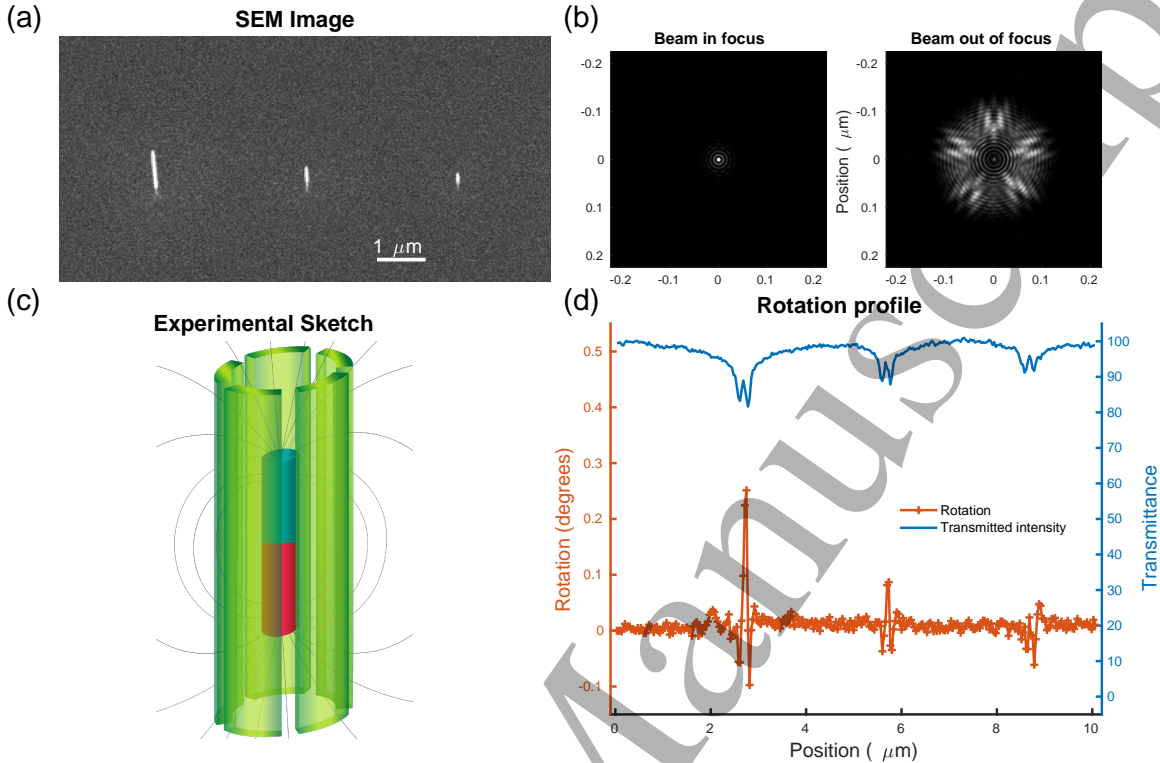 (a)
SEM Image
1 μm
(b)
Beam in focus
-0.2
-0.1
0
0.1
0.2
-0.2 -0.1 0 0.1 0.2
Beam out of focus
Position ( μm)
-0.2
-0.1
0
0.1
0.2
-0.2 -0.1 0 0.1 0.2
(c)
Experimental Sketch
(d)
Rotation profile
Rotation (degrees)
0.5
0.4
0.3
0.2
0.1
0
-0.1
Rotation
Transmitted intensity
100
90
80
70
60
50
40
30
20
10
0
Transmittance
0 2 4 6 8 10
Position ( μm)